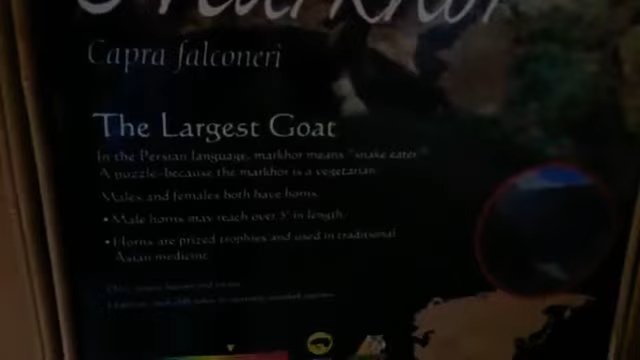 Markhor
Capra falconeri
The Largest Goat
In the Persian language, markhor means "snake eater."
A puzzle–because the markhor is a vegetarian.
Males and females both have horns.
• Male horns may reach over 5' in length.
• Horns are prized trophies and used in traditional
Asian medicine.